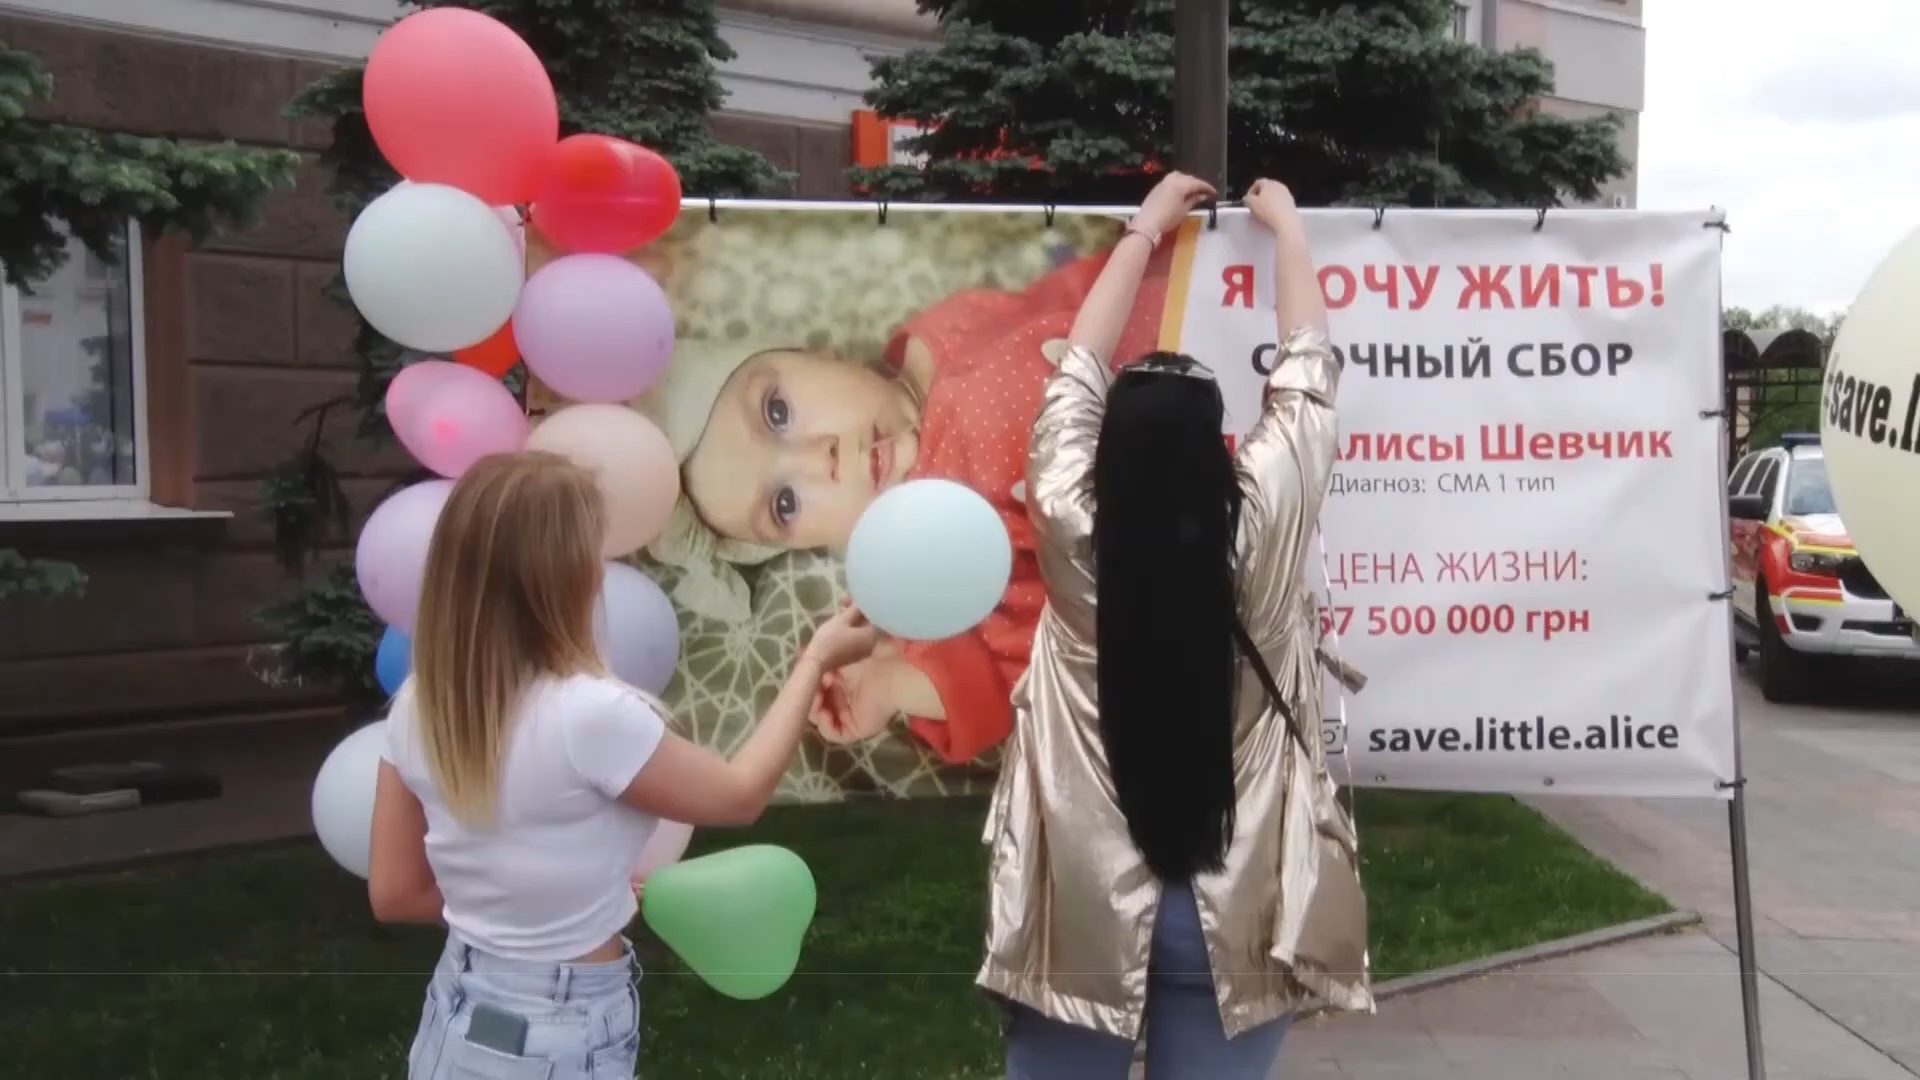 Я ХОЧУ ЖИТЬ!
СРОЧНЫЙ СБОР
Алисы Шевчик
Диагноз: СМА 1 тип
ЦЕНА ЖИЗНИ:
57 500 000 грн
save.little.alice
save.li